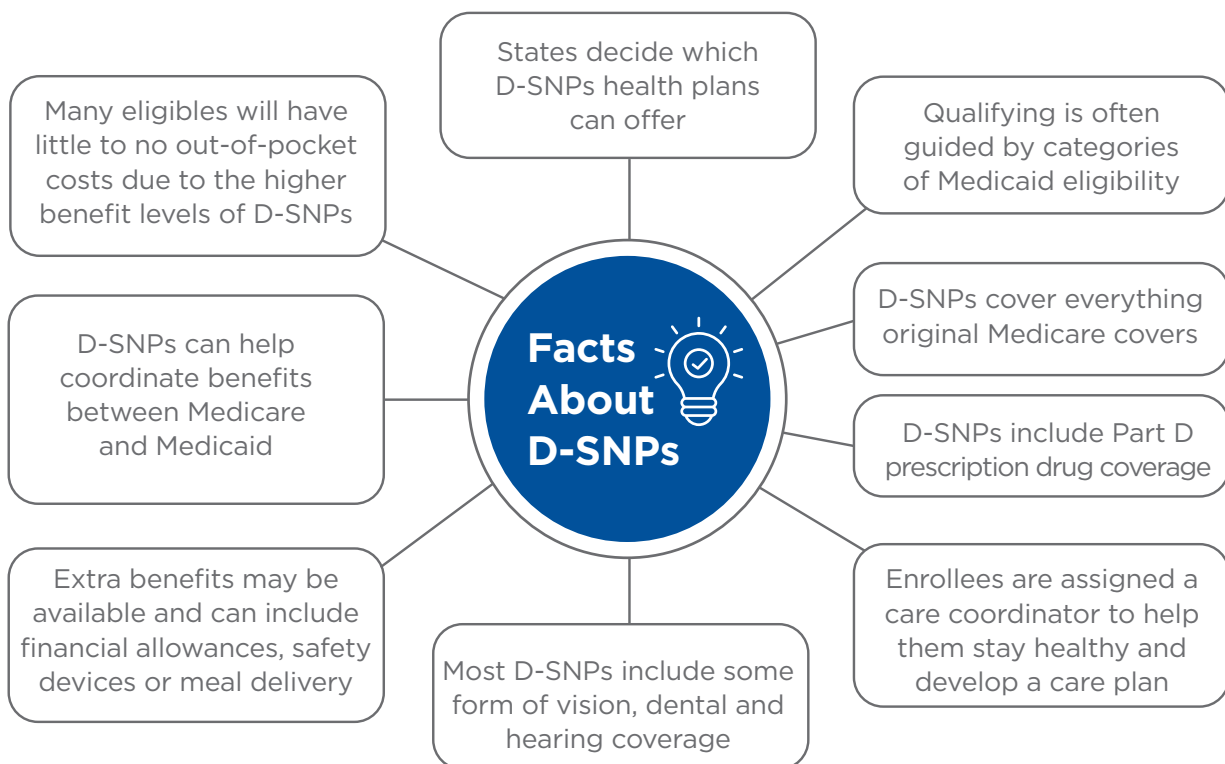 States decide which
D-SNPs health plans
can offer
Many eligibles will have
little to no out-of-pocket
costs due to the higher
benefit levels of D-SNPs
Qualifying is often
guided by categories
of Medicaid eligibility
D-SNPs cover everything
original Medicare covers
Facts
About
D-SNPs
D-SNPs can help
coordinate benefits
between Medicare
and Medicaid
D-SNPs include Part D
prescription drug coverage
Extra benefits may be
available and can include
financial allowances, safety
devices or meal delivery
Most D-SNPs include some
form of vision, dental and
hearing coverage
Enrollees are assigned a
care coordinator to help
them stay healthy and
develop a care plan